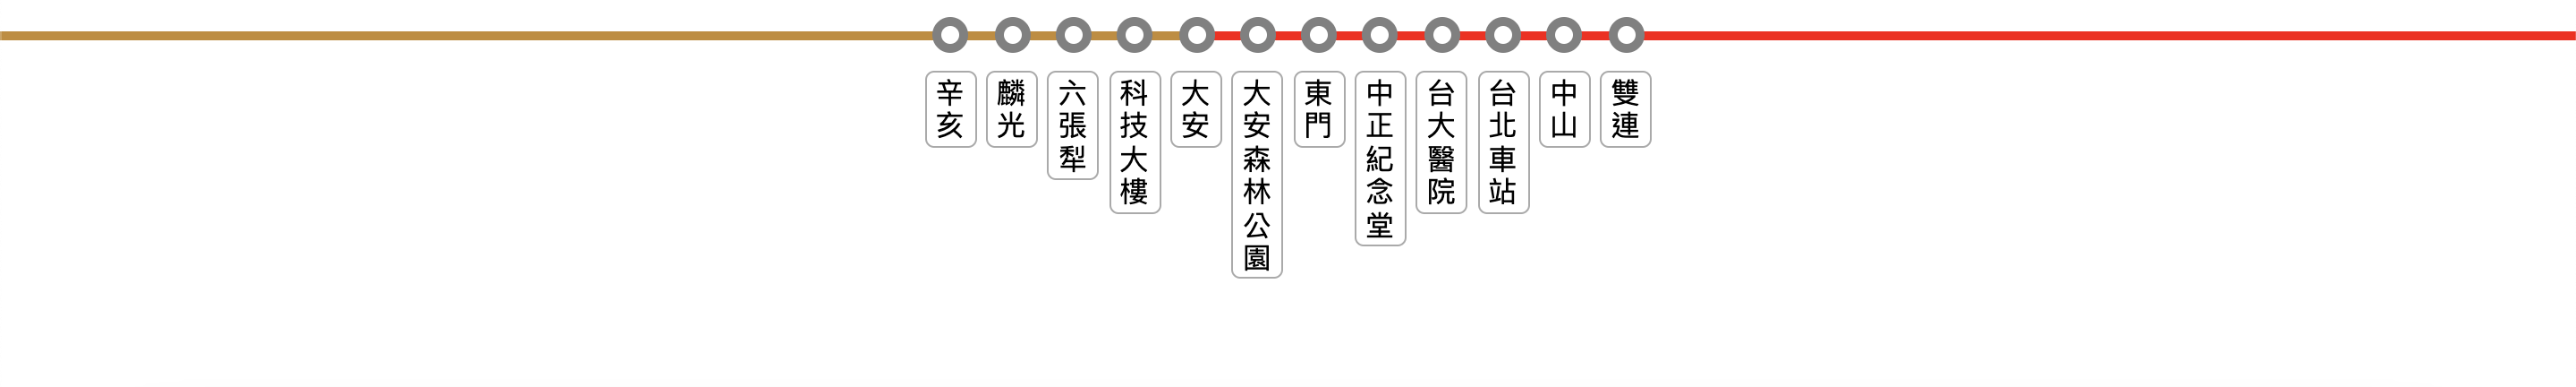 辛亥
麟光
六張犁
科技大樓
大安
大安森林公園
東門
中正紀念堂
台大醫院
台北車站
中山
雙連